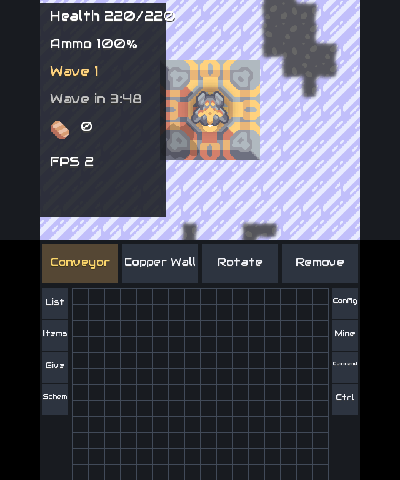 Health 220/220
Ammo 100%
Wave 1
Wave in 3:48
0
FPS 2
Conveyor
Copper Wall
Rotate
Remove
List
Config
Items
Mine
Give
Command
Schem
Ctrl